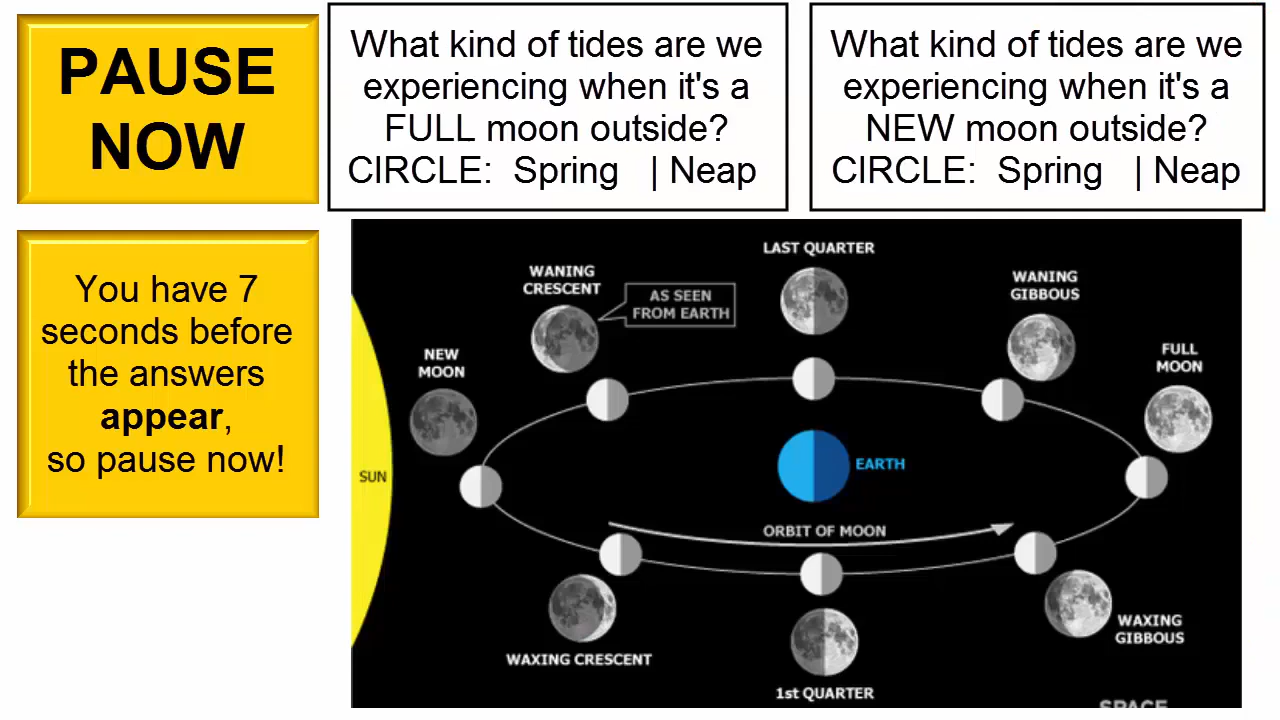 PAUSE
NOW
What kind of tides are we
experiencing when it's a
FULL moon outside?
CIRCLE: Spring | Neap
What kind of tides are we
experiencing when it's a
NEW moon outside?
CIRCLE: Spring | Neap
You have 7
seconds before
the answers
appear,
so pause now!
LAST QUARTER
WANING
CRESCENT
AS SEEN
FROM EARTH
WANING
GIBBOUS
NEW
MOON
FULL
MOON
SUN
EARTH
ORBIT OF MOON
WAXING CRESCENT
1st QUARTER
WAXING
GIBBOUS
SPACE